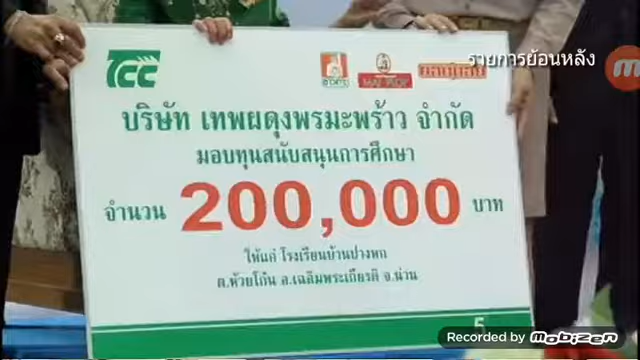 รายการย้อนหลัง
TCC
บริษัท เทพผดุงพรมะพร้าว จำกัด
มอบทุนสนับสนุนการศึกษา
จำนวน 200,000 บาท
ให้แก่ โรงเรียนบ้านปางหก
ต.ห้วยโก๋น อ.เฉลิมพระเกียรติ จ.น่าน
5
Recorded by mobizen